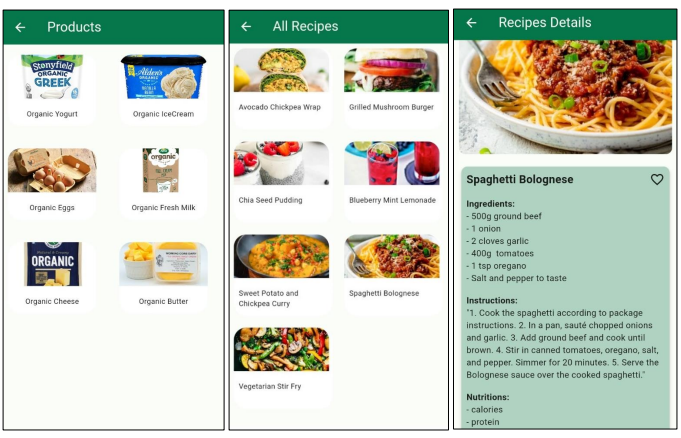 ← Products
Stonyfield
ORGANIC
GREEK
Alden's
ORGANIC
Organic Yogurt
Organic IceCream
organic
Organic Eggs
Organic Fresh Milk
ORGANIC
Organic Cheese
Organic Butter
← All Recipes
Avocado Chickpea Wrap
Grilled Mushroom Burger
Chia Seed Pudding
Blueberry Mint Lemonade
Sweet Potato and
Chickpea Curry
Spaghetti Bolognese
Vegetarian Stir Fry
← Recipes Details
Spaghetti Bolognese
Ingredients:
- 500g ground beef
- 1 onion
- 2 cloves garlic
- 400g tomatoes
- 1 tsp oregano
- Salt and pepper to taste
Instructions:
"1. Cook the spaghetti according to package
instructions. 2. In a pan, sauté chopped onions
and garlic. 3. Add ground beef and cook until
brown. 4. Stir in canned tomatoes, oregano, salt,
and pepper. Simmer for 20 minutes. 5. Serve the
Bolognese sauce over the cooked spaghetti."
Nutritions:
- calories
- protein